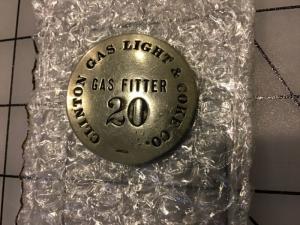 CLINTON GAS LIGHT & COKE CO.
GAS FITTER
20